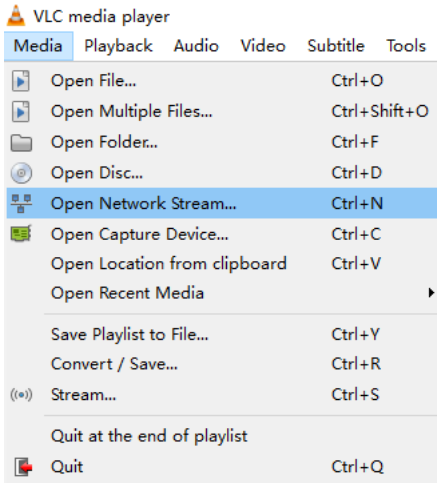 VLC media player
Media Playback Audio Video Subtitle Tools
Open File... Ctrl+O
Open Multiple Files... Ctrl+Shift+O
Open Folder... Ctrl+F
Open Disc... Ctrl+D
Open Network Stream... Ctrl+N
Open Capture Device... Ctrl+C
Open Location from clipboard Ctrl+V
Open Recent Media
Save Playlist to File... Ctrl+Y
Convert / Save... Ctrl+R
Stream... Ctrl+S
Quit at the end of playlist
Quit Ctrl+Q